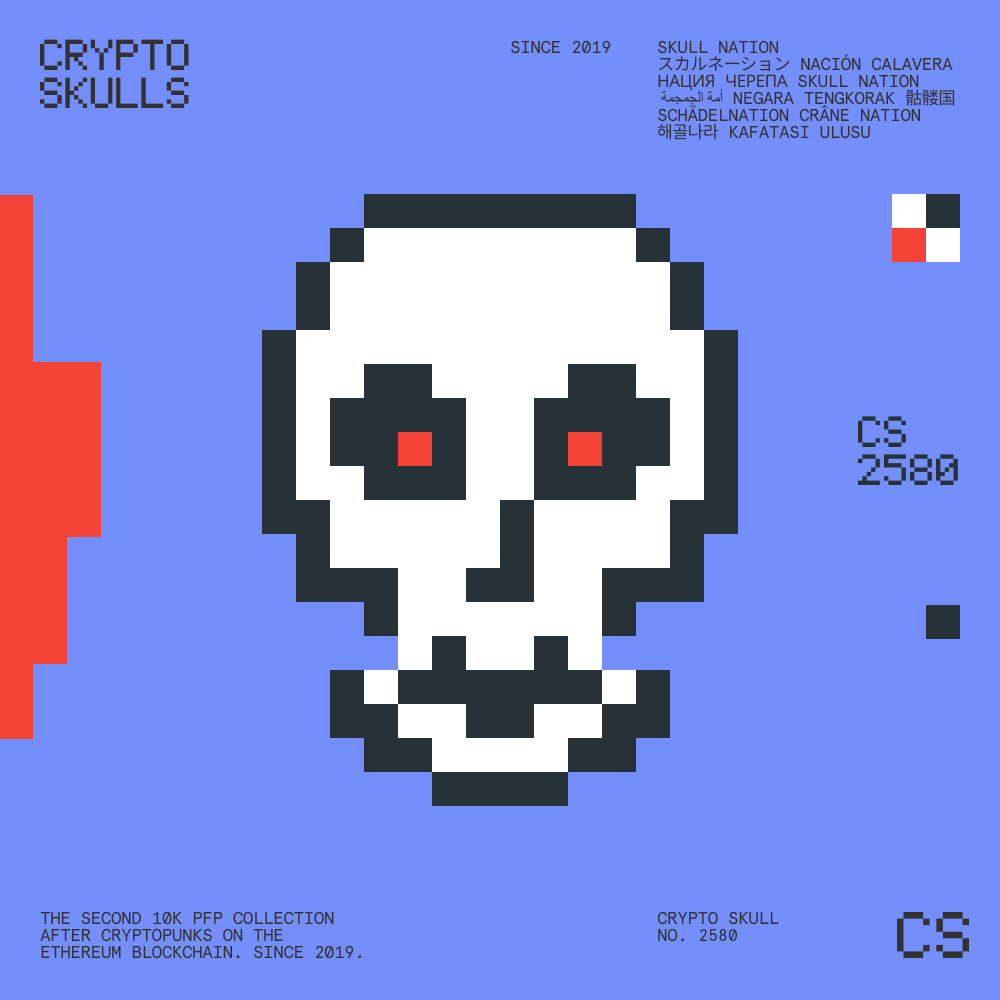 CRYPTO
SKULLS
SINCE 2019
SKULL NATION
スカルネーション NACIÓN CALAVERA
НАЦИЯ ЧЕРЕПА SKULL NATION
أمة الجمجمة NEGARA TENGKORAK 骷髅国
SCHÄDELNATION CRÂNE NATION
해골나라 KAFATASI ULUSU
CS
2580
THE SECOND 10K PFP COLLECTION
AFTER CRYPTOPUNKS ON THE
ETHEREUM BLOCKCHAIN. SINCE 2019.
CRYPTO SKULL
NO. 2580
CS